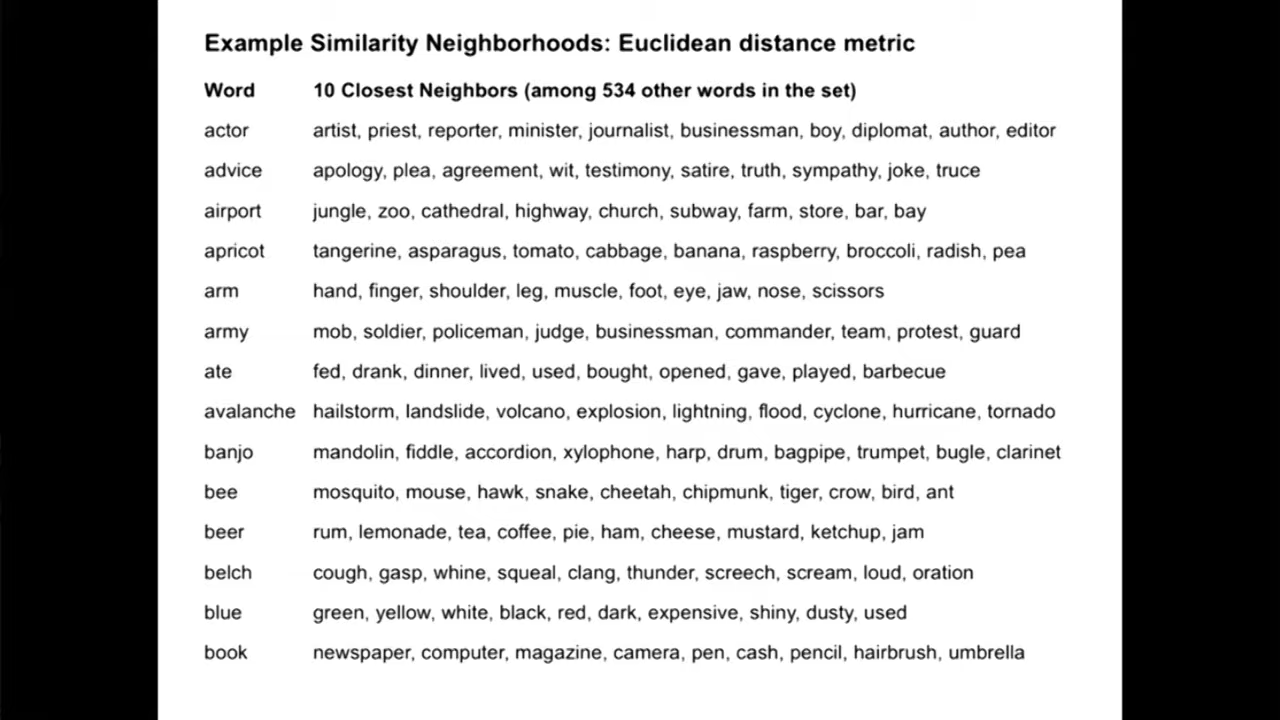 Example Similarity Neighborhoods: Euclidean distance metric
Word 10 Closest Neighbors (among 534 other words in the set)
actor artist, priest, reporter, minister, journalist, businessman, boy, diplomat, author, editor
advice apology, plea, agreement, wit, testimony, satire, truth, sympathy, joke, truce
airport jungle, zoo, cathedral, highway, church, subway, farm, store, bar, bay
apricot tangerine, asparagus, tomato, cabbage, banana, raspberry, broccoli, radish, pea
arm hand, finger, shoulder, leg, muscle, foot, eye, jaw, nose, scissors
army mob, soldier, policeman, judge, businessman, commander, team, protest, guard
ate fed, drank, dinner, lived, used, bought, opened, gave, played, barbecue
avalanche hailstorm, landslide, volcano, explosion, lightning, flood, cyclone, hurricane, tornado
banjo mandolin, fiddle, accordion, xylophone, harp, drum, bagpipe, trumpet, bugle, clarinet
bee mosquito, mouse, hawk, snake, cheetah, chipmunk, tiger, crow, bird, ant
beer rum, lemonade, tea, coffee, pie, ham, cheese, mustard, ketchup, jam
belch cough, gasp, whine, squeal, clang, thunder, screech, scream, loud, oration
blue green, yellow, white, black, red, dark, expensive, shiny, dusty, used
book newspaper, computer, magazine, camera, pen, cash, pencil, hairbrush, umbrella